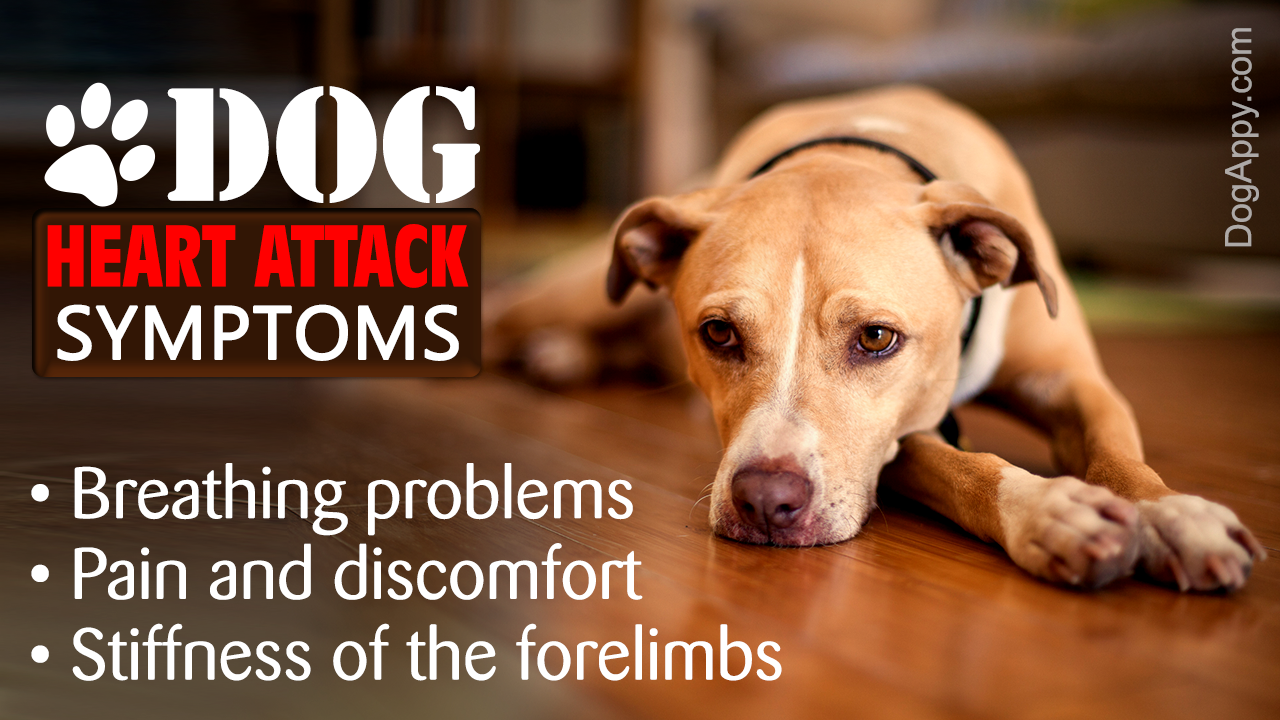 DOG
HEART ATTACK
SYMPTOMS
• Breathing problems
• Pain and discomfort
• Stiffness of the forelimbs
DogAppy.com